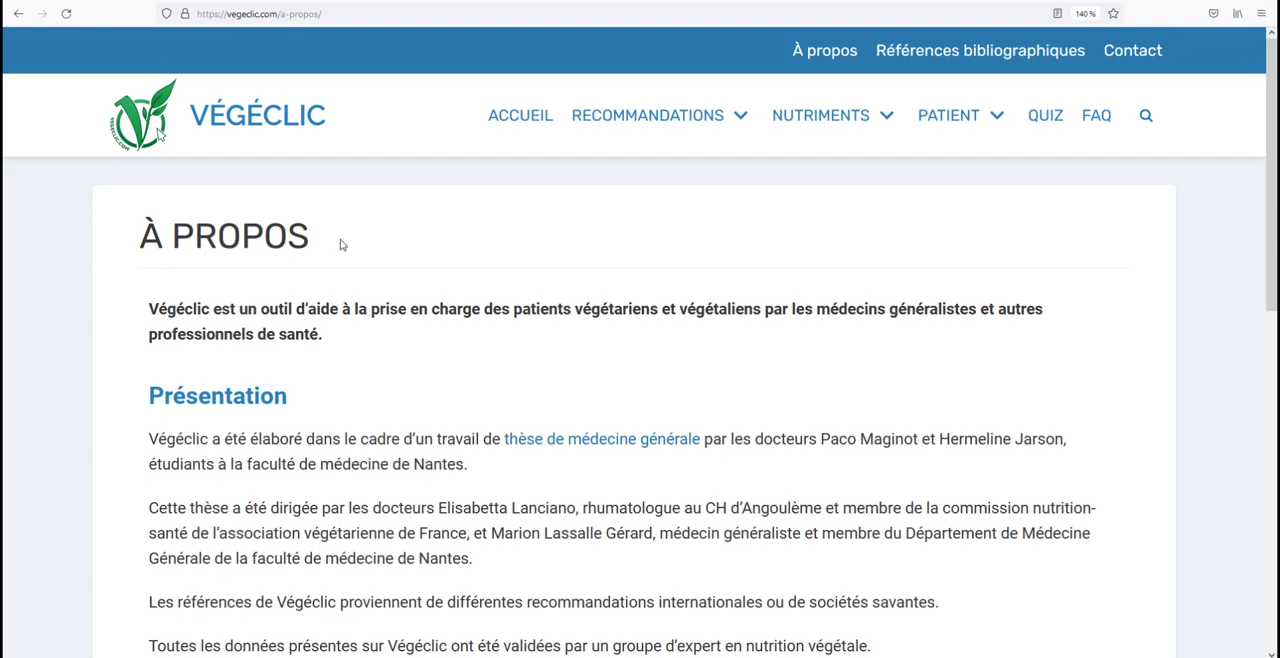 https://vegeclic.com/a-propos/
140 %
À propos Références bibliographiques Contact
VEGECLIC.COM
VÉGÉCLIC
ACCUEIL RECOMMANDATIONS NUTRIMENTS PATIENT QUIZ FAQ
À PROPOS
Végéclic est un outil d’aide à la prise en charge des patients végétariens et végétaliens par les médecins généralistes et autres
professionnels de santé.
Présentation
Végéclic a été élaboré dans le cadre d’un travail de thèse de médecine générale par les docteurs Paco Maginot et Hermeline Jarson,
étudiants à la faculté de médecine de Nantes.
Cette thèse a été dirigée par les docteurs Elisabetta Lanciano, rhumatologue au CH d’Angoulème et membre de la commission nutrition-
santé de l’association végétarienne de France, et Marion Lassalle Gérard, médecin généraliste et membre du Département de Médecine
Générale de la faculté de médecine de Nantes.
Les références de Végéclic proviennent de différentes recommandations internationales ou de sociétés savantes.
Toutes les données présentes sur Végéclic ont été validées par un groupe d’expert en nutrition végétale.